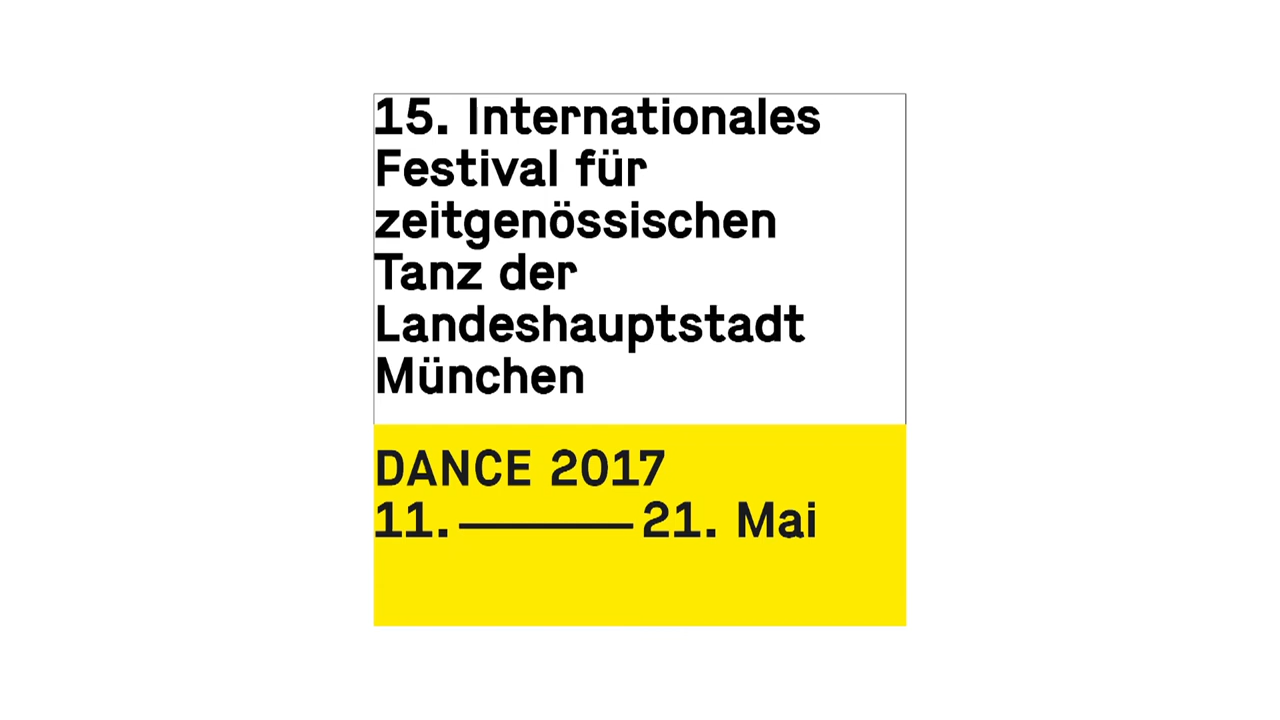 15. Internationales
Festival für
zeitgenössischen
Tanz der
Landeshauptstadt
München
DANCE 2017
11. ——— 21. Mai